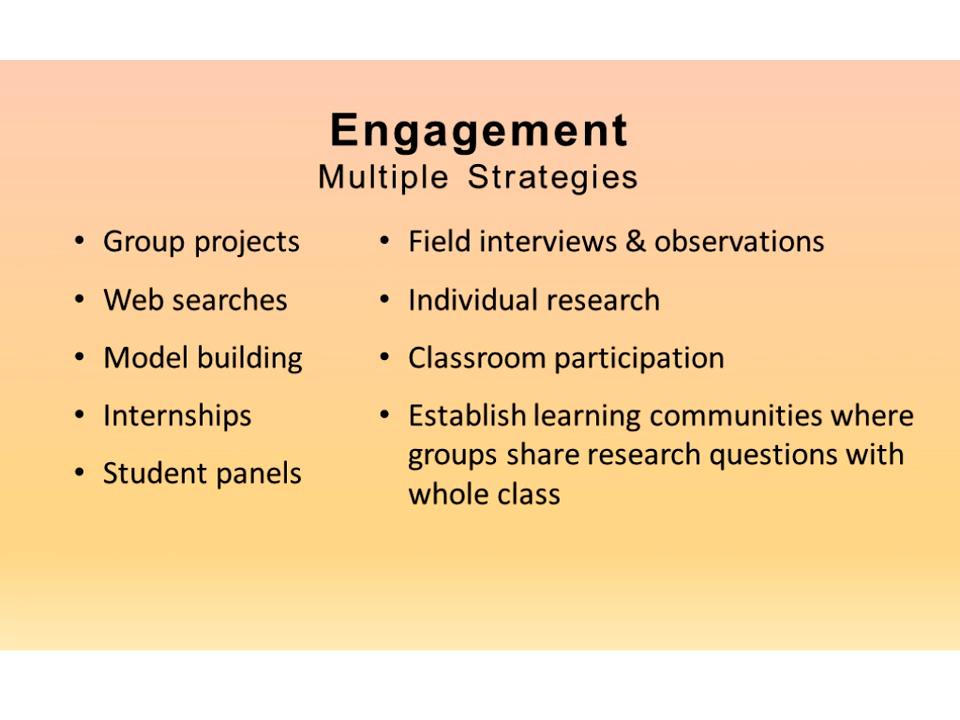 Engagement
Multiple Strategies
• Group projects
• Web searches
• Model building
• Internships
• Student panels
• Field interviews & observations
• Individual research
• Classroom participation
• Establish learning communities where
groups share research questions with
whole class